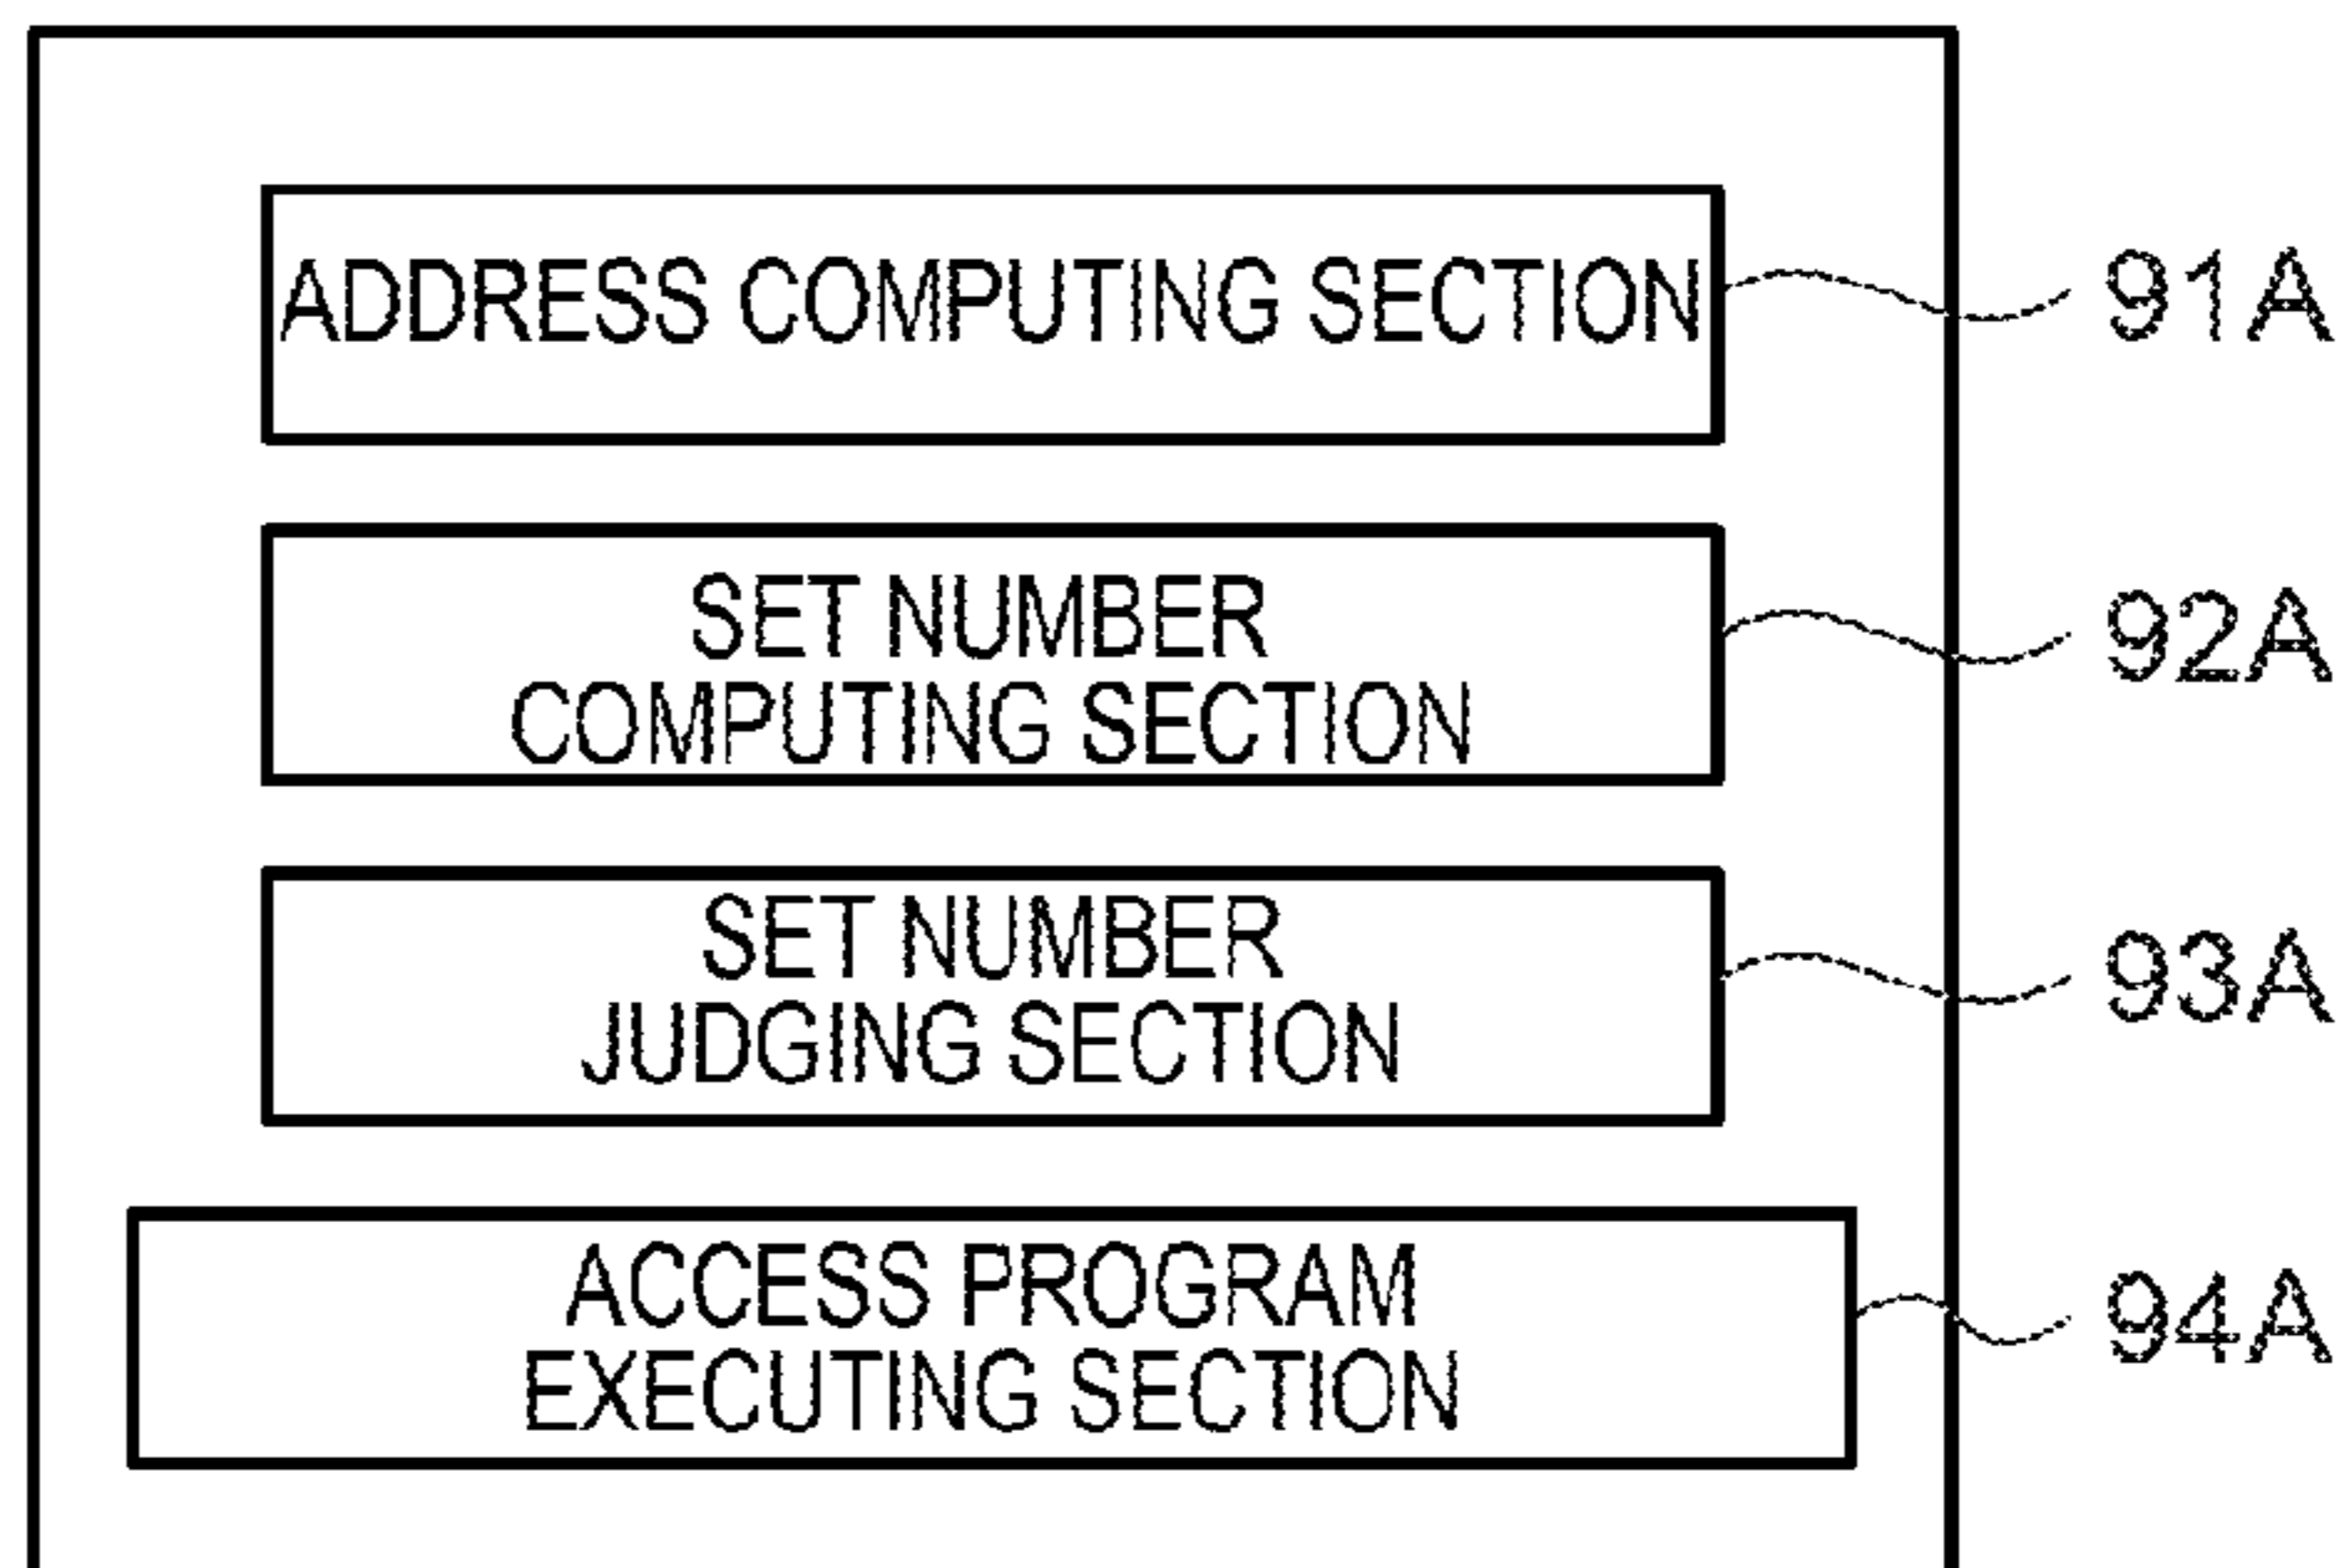 ADDRESS COMPUTING SECTION
91A
SET NUMBER
COMPUTING SECTION
92A
SET NUMBER
JUDGING SECTION
93A
ACCESS PROGRAM
EXECUTING SECTION
94A